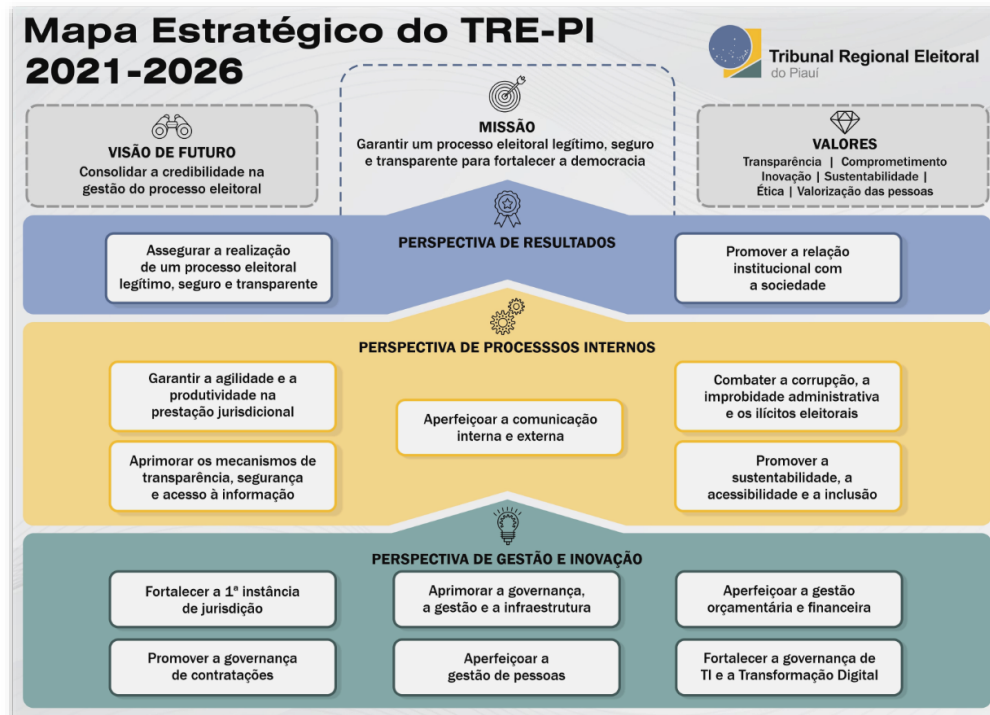 Mapa Estratégico do TRE-PI
2021-2026
Tribunal Regional Eleitoral
do Piauí
VISÃO DE FUTURO
Consolidar a credibilidade na
gestão do processo eleitoral
MISSÃO
Garantir um processo eleitoral legítimo, seguro
e transparente para fortalecer a democracia
VALORES
Transparência | Comprometimento
Inovação | Sustentabilidade |
Ética | Valorização das pessoas
PERSPECTIVA DE RESULTADOS
Assegurar a realização
de um processo eleitoral
legítimo, seguro e transparente
Promover a relação
institucional com
a sociedade
PERSPECTIVA DE PROCESSSOS INTERNOS
Garantir a agilidade e a
produtividade na
prestação jurisdicional
Aprimorar os mecanismos de
transparência, segurança
e acesso à informação
Aperfeiçoar a comunicação
interna e externa
Combater a corrupção, a
improbidade administrativa
e os ilícitos eleitorais
Promover a
sustentabilidade, a
acessibilidade e a inclusão
PERSPECTIVA DE GESTÃO E INOVAÇÃO
Fortalecer a 1ª instância
de jurisdição
Aprimorar a governança,
a gestão e a infraestrutura
Aperfeiçoar a gestão
orçamentária e financeira
Promover a governança
de contratações
Aperfeiçoar a
gestão de pessoas
Fortalecer a governança de
TI e a Transformação Digital